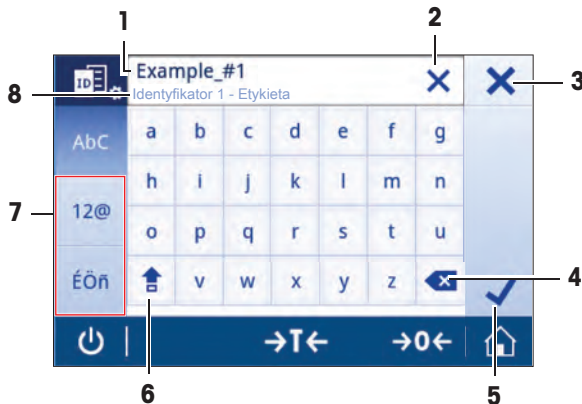 1
2
3
Example_#1
8
Identyfikator 1 - Etykieta
ID
AbC
a b c d e f g
h i j k l m n
7
12@
o p q r s t u
ÉÖñ
v w x y z
4
→T← →0←
6
5